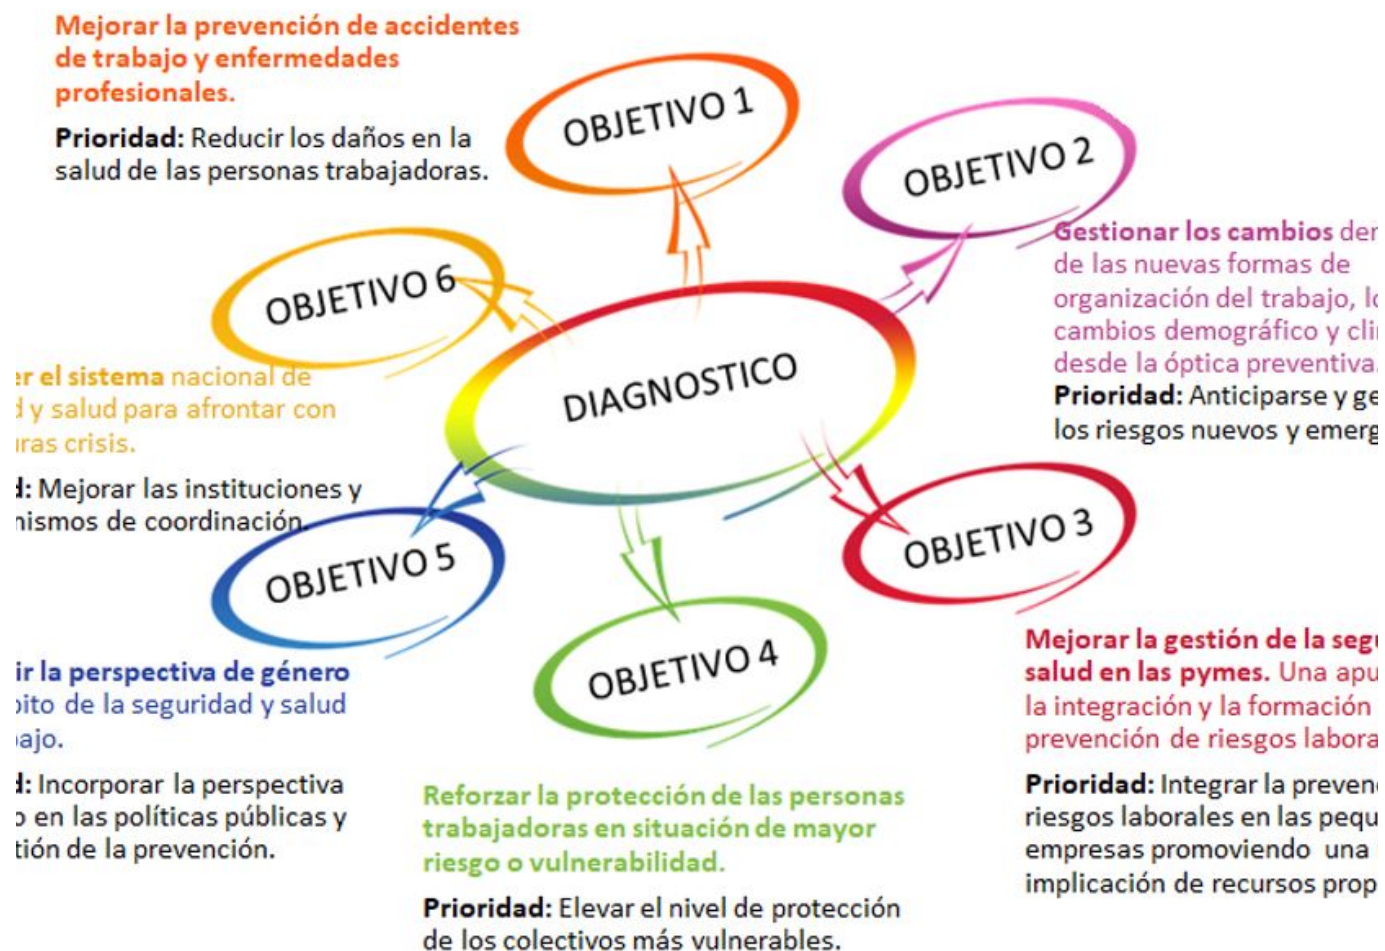 Mejorar la prevención de accidentes
de trabajo y enfermedades
profesionales.
Prioridad: Reducir los daños en la
salud de las personas trabajadoras.
OBJETIVO 1
OBJETIVO 2
Gestionar los cambios
de las nuevas formas de
organización del trabajo,
cambios demográfico y
desde la óptica preventiva.
Prioridad: Anticiparse y
los riesgos nuevos y
OBJETIVO 6
el sistema nacional de
y salud para afrontar con
crisis.
Mejorar las instituciones y
de coordinación.
DIAGNOSTICO
OBJETIVO 3
Mejorar la gestión de la
salud en las pymes. Una
la integración y la formación
prevención de riesgos
Prioridad: Integrar la
riesgos laborales en las
empresas promoviendo una
implicación de recursos
OBJETIVO 5
la perspectiva de género
de la seguridad y salud
Incorporar la perspectiva
en las políticas públicas y
de la prevención.
OBJETIVO 4
Reforzar la protección de las personas
trabajadoras en situación de mayor
riesgo o vulnerabilidad.
Prioridad: Elevar el nivel de protección
de los colectivos más vulnerables.